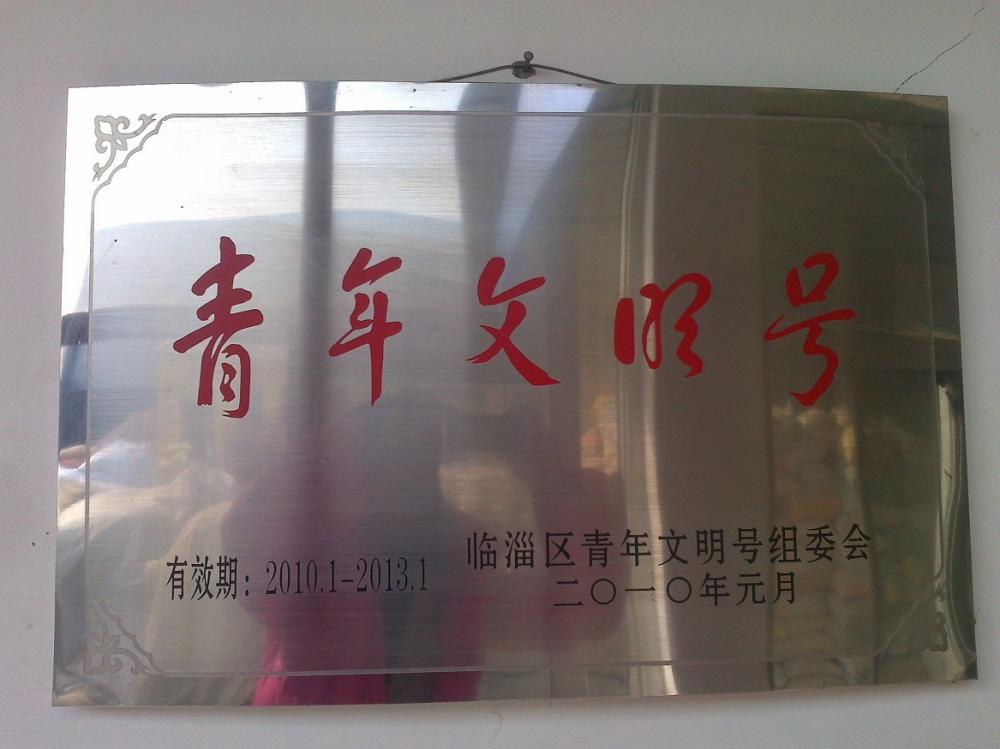 青年文明号
有效期：2010.1-2013.1
临淄区青年文明号组委会
二〇一〇年元月